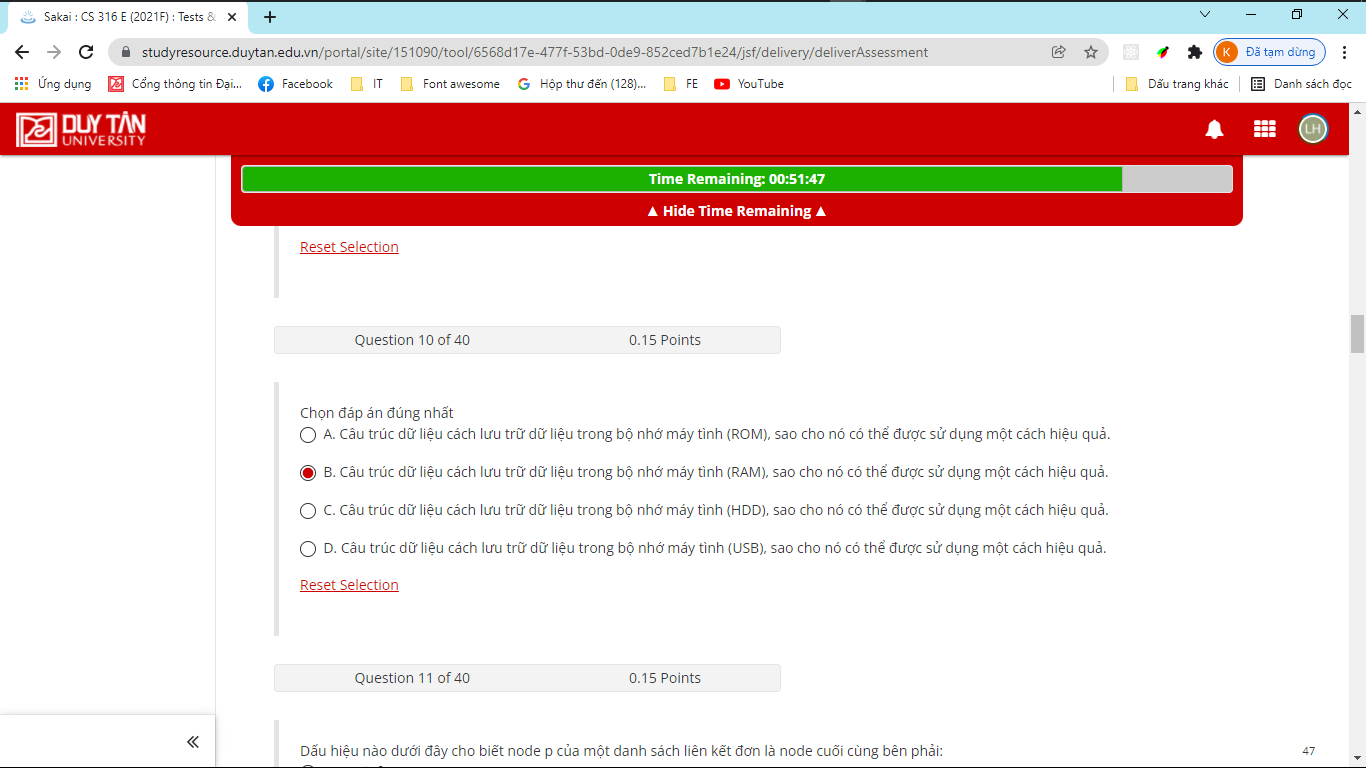 Sakai : CS 316 E (2021F) : Tests &
studyresource.duytan.edu.vn/portal/site/151090/tool/6568d17e-477f-53bd-0de9-852ced7b1e24/jsf/delivery/deliverAssessment
K Đã tạm dừng
Ứng dụng Cổng thông tin Đại... Facebook IT Font awesome Hộp thư đến (128)... FE YouTube Dấu trang khác Danh sách đọc
DUY TÂN
UNIVERSITY
LH
Time Remaining: 00:51:47
▲ Hide Time Remaining ▲
Reset Selection
Question 10 of 40 0.15 Points
Chọn đáp án đúng nhất
A. Câu trúc dữ liệu cách lưu trữ dữ liệu trong bộ nhớ máy tình (ROM), sao cho nó có thể được sử dụng một cách hiệu quả.
B. Câu trúc dữ liệu cách lưu trữ dữ liệu trong bộ nhớ máy tình (RAM), sao cho nó có thể được sử dụng một cách hiệu quả.
C. Câu trúc dữ liệu cách lưu trữ dữ liệu trong bộ nhớ máy tình (HDD), sao cho nó có thể được sử dụng một cách hiệu quả.
D. Câu trúc dữ liệu cách lưu trữ dữ liệu trong bộ nhớ máy tình (USB), sao cho nó có thể được sử dụng một cách hiệu quả.
Reset Selection
Question 11 of 40 0.15 Points
Dấu hiệu nào dưới đây cho biết node p của một danh sách liên kết đơn là node cuối cùng bên phải:
47